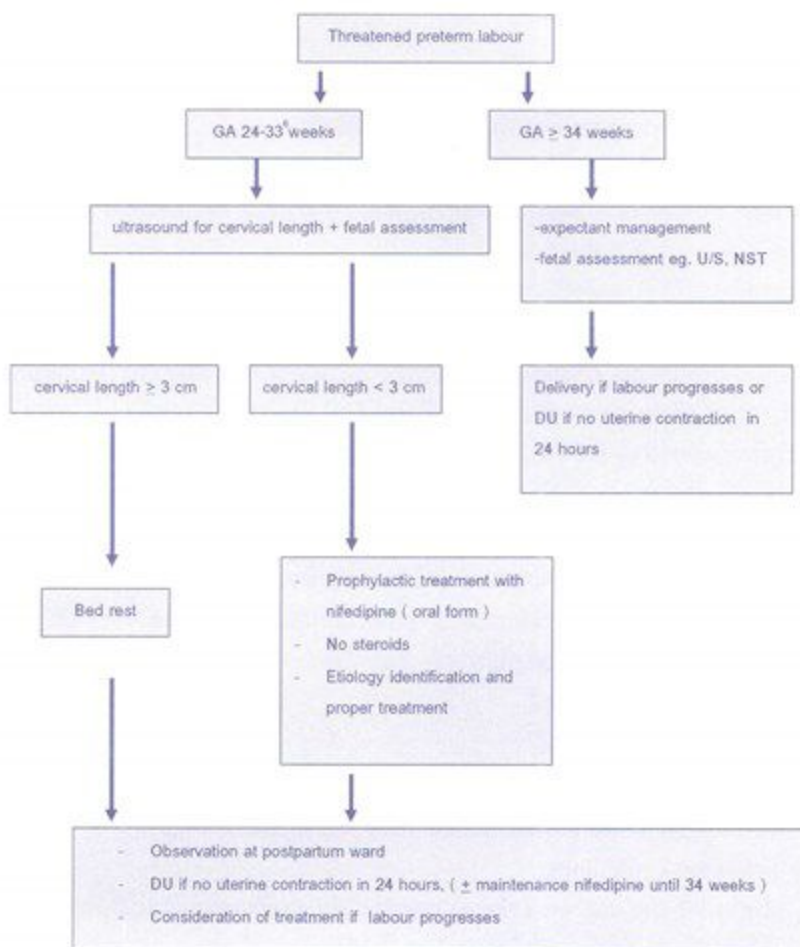 Threatened preterm labour
GA 24-33⁶ weeks
GA ≥ 34 weeks
ultrasound for cervical length + fetal assessment
-expectant management
-fetal assessment eg. U/S, NST
cervical length ≥ 3 cm
cervical length < 3 cm
Delivery if labour progresses or
DU if no uterine contraction in
24 hours
Bed rest
- Prophylactic treatment with
nifedipine ( oral form )
- No steroids
- Etiology identification and
proper treatment
- Observation at postpartum ward
- DU if no uterine contraction in 24 hours, ( ± maintenance nifedipine until 34 weeks )
- Consideration of treatment if labour progresses